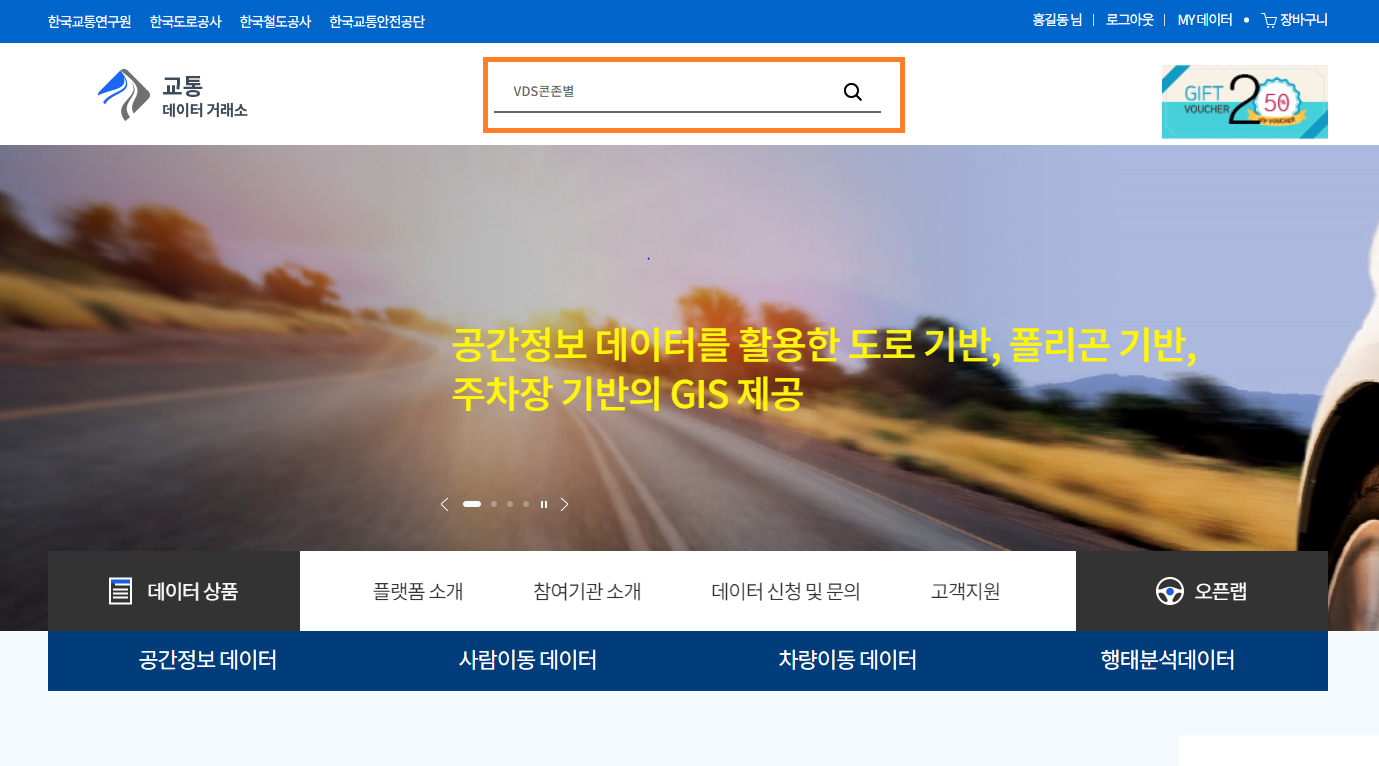 한국교통연구원 한국도로공사 한국철도공사 한국교통안전공단
홍길동 님 로그아웃 MY 데이터 장바구니
교통
데이터 거래소
VDS콘존별
GIFT
VOUCHER
20
50
VIP VOUCHER
공간정보 데이터를 활용한 도로 기반, 폴리곤 기반,
주차장 기반의 GIS 제공
데이터 상품 플랫폼 소개 참여기관 소개 데이터 신청 및 문의 고객지원 오픈랩
공간정보 데이터 사람이동 데이터 차량이동 데이터 행태분석데이터